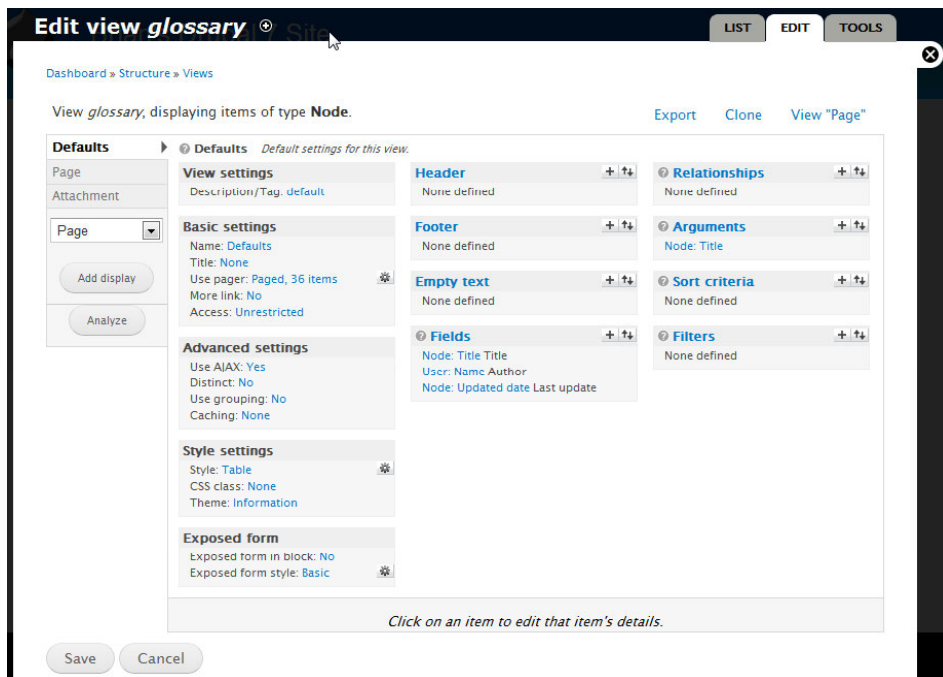 Edit view glossary
LIST
EDIT
TOOLS
Dashboard » Structure » Views
View glossary, displaying items of type Node.
Export
Clone
View "Page"
Defaults
Page
Attachment
Page
Add display
Analyze
Defaults Default settings for this view.
View settings
Description/Tag: default
Basic settings
Name: Defaults
Title: None
Use pager: Paged, 36 items
More link: No
Access: Unrestricted
Advanced settings
Use AJAX: Yes
Distinct: No
Use grouping: No
Caching: None
Style settings
Style: Table
CSS class: None
Theme: Information
Exposed form
Exposed form in block: No
Exposed form style: Basic
Header
None defined
Footer
None defined
Empty text
None defined
Fields
Node: Title Title
User: Name Author
Node: Updated date Last update
Relationships
None defined
Arguments
Node: Title
Sort criteria
None defined
Filters
None defined
Click on an item to edit that item's details.
Save
Cancel